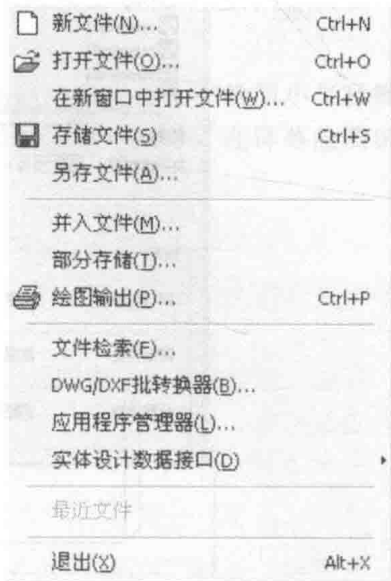 新文件(N)... Ctrl+N
打开文件(O)... Ctrl+O
在新窗口中打开文件(W)... Ctrl+W
存储文件(S) Ctrl+S
另存文件(A)...
并入文件(M)...
部分存储(T)...
绘图输出(P)... Ctrl+P
文件检索(F)...
DWG/DXF批转换器(B)...
应用程序管理器(L)...
实体设计数据接口(D)
最近文件
退出(X) Alt+X